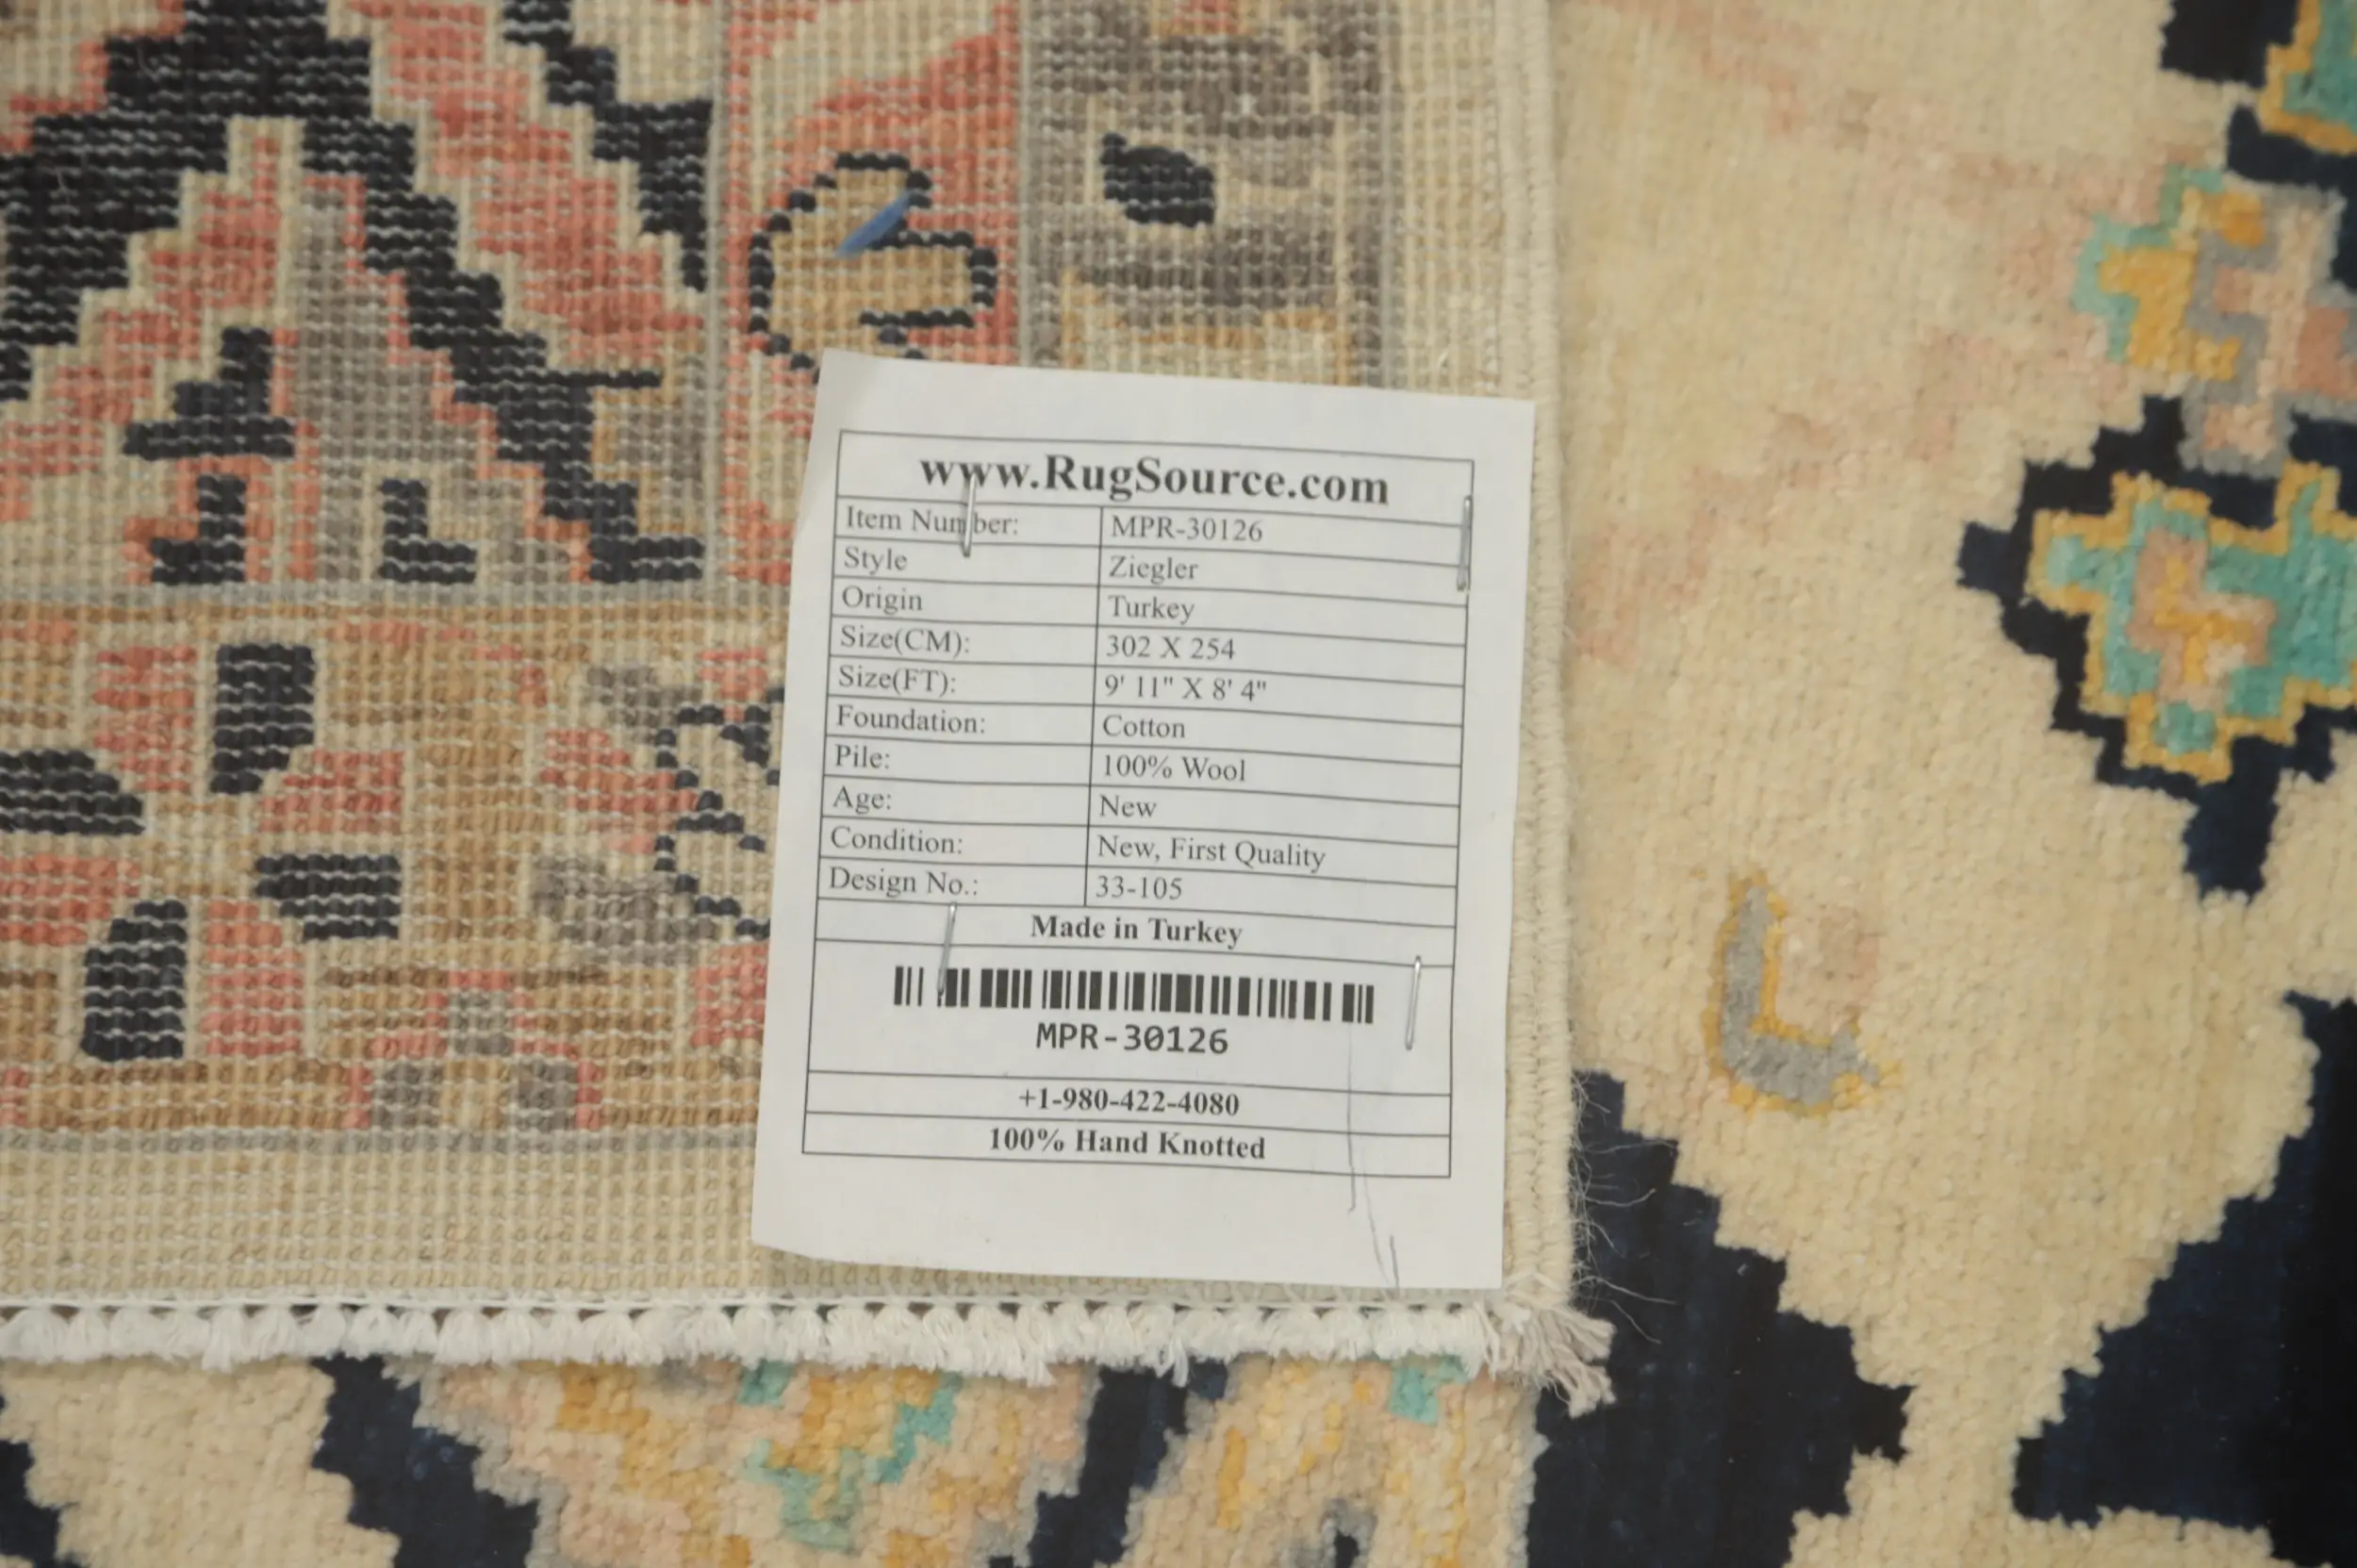 www.RugSource.com
Item Number: MPR-30126
Style Ziegler
Origin Turkey
Size(CM): 302 X 254
Size(FT): 9' 11" X 8' 4"
Foundation: Cotton
Pile: 100% Wool
Age: New
Condition: New, First Quality
Design No.: 33-105
Made in Turkey
MPR-30126
+1-980-422-4080
100% Hand Knotted